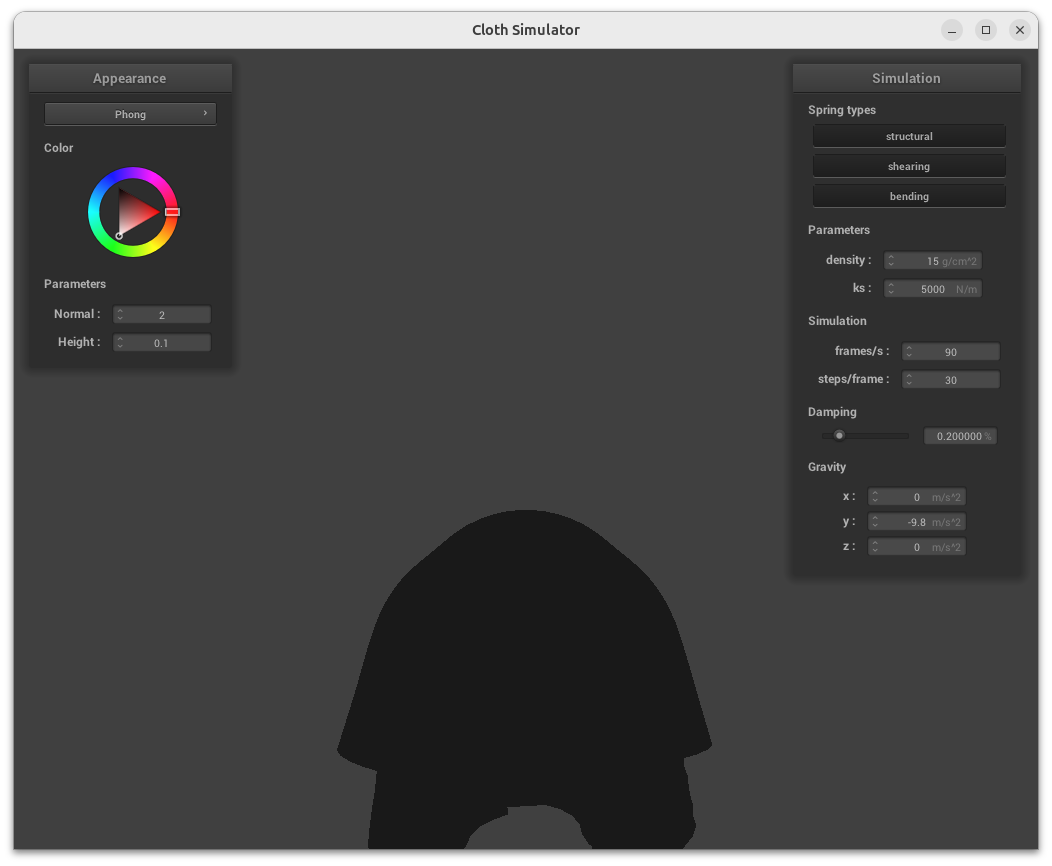 Cloth Simulator
Appearance
Phong
Color
Parameters
Normal : 2
Height : 0.1
Simulation
Spring types
structural
shearing
bending
Parameters
density : 15 g/cm^2
ks : 5000 N/m
Simulation
frames/s : 90
steps/frame : 30
Damping
0.200000 %
Gravity
x : 0 m/s^2
y : -9.8 m/s^2
z : 0 m/s^2